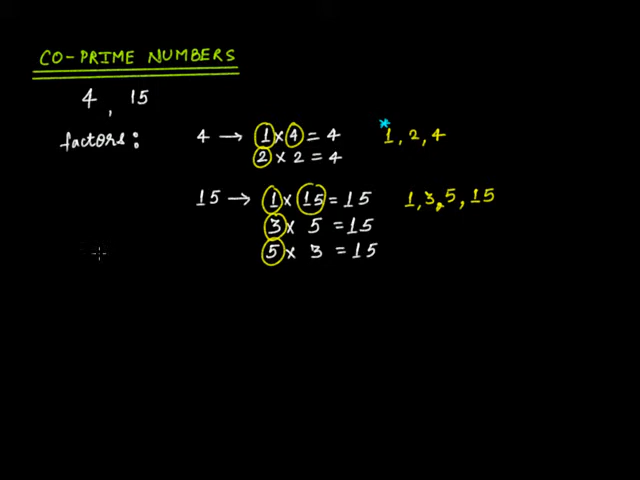 CO-PRIME NUMBERS
4, 15
factors: 4 → 1 × 4 = 4 *1, 2, 4
2 × 2 = 4
15 → 1 × 15 = 15 1, 3, 5, 15
3 × 5 = 15
5 × 3 = 15